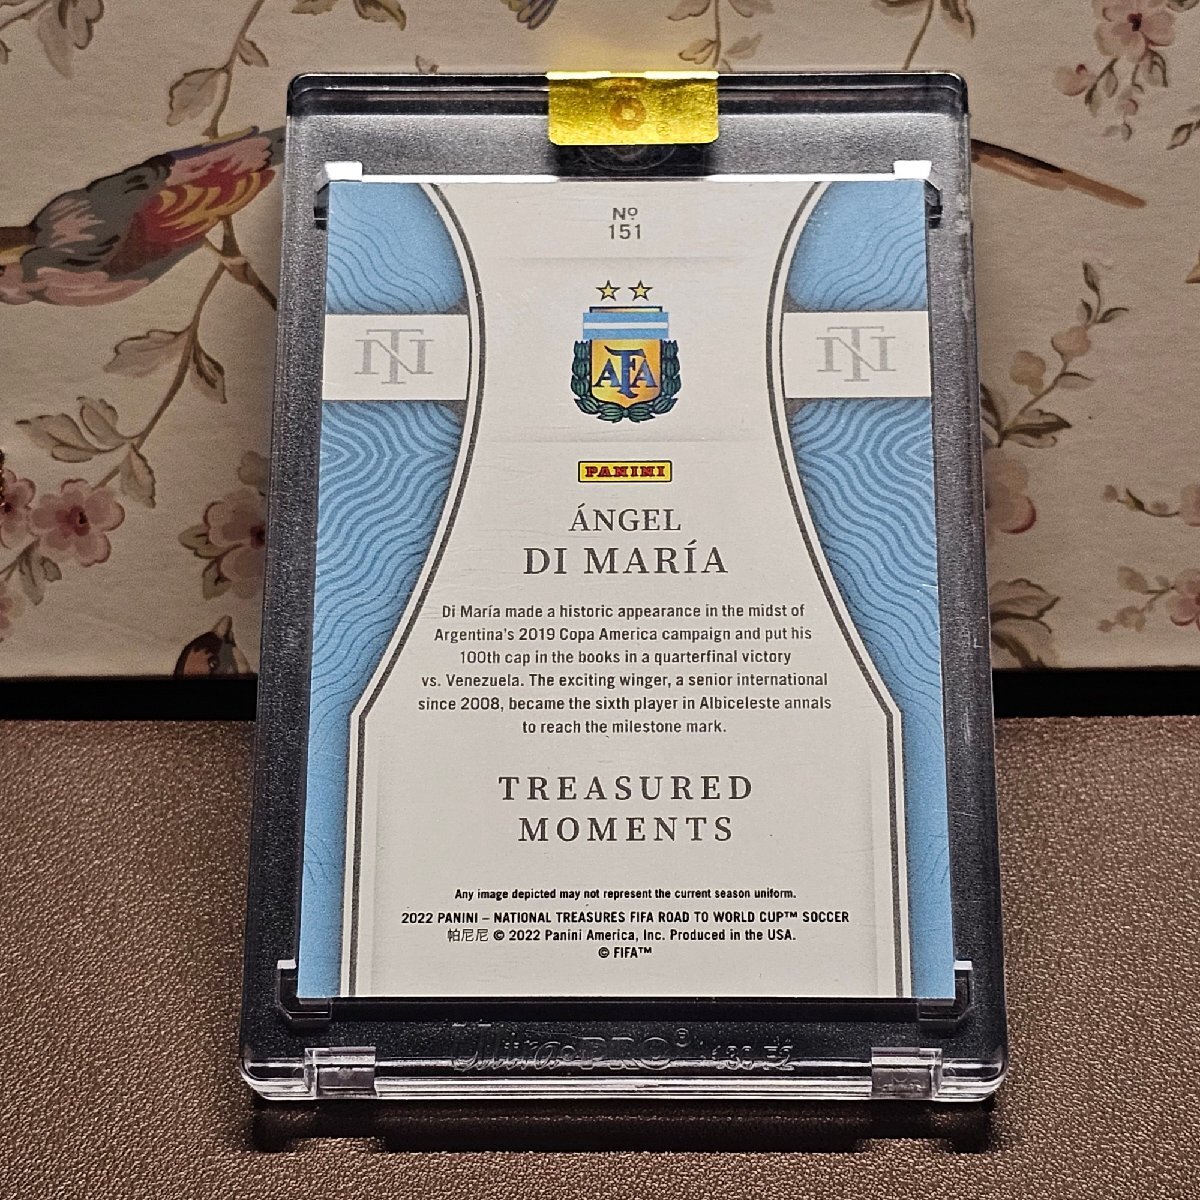 Nº
151
NT
NT
AFA
PANINI
ÁNGEL
DI MARÍA
Di María made a historic appearance in the midst of
Argentina's 2019 Copa America campaign and put his
100th cap in the books in a quarterfinal victory
vs. Venezuela. The exciting winger, a senior international
since 2008, became the sixth player in Albiceleste annals
to reach the milestone mark.
TREASURED
MOMENTS
Any image depicted may not represent the current season uniform.
2022 PANINI – NATIONAL TREASURES FIFA ROAD TO WORLD CUP™ SOCCER
帕尼尼 © 2022 Panini America, Inc. Produced in the USA.
© FIFA™
Ultra PRO®